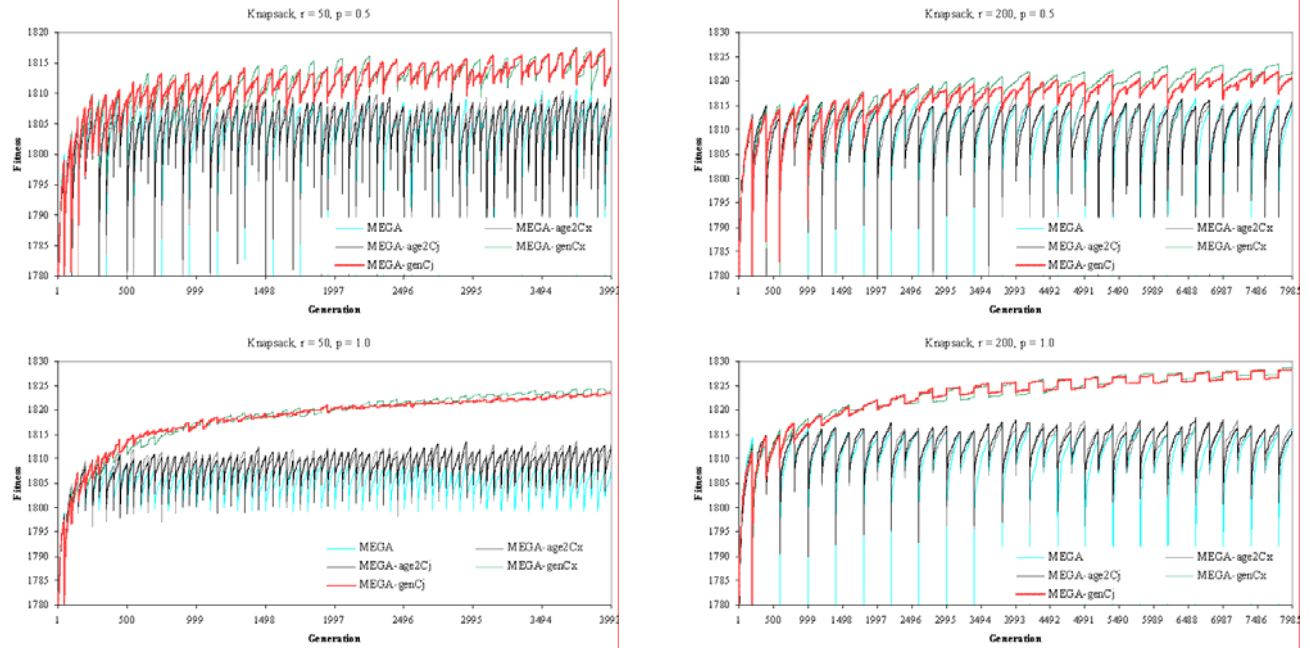 Knapsack, r = 50, p = 0.5
1820
1815
1810
1805
1800
1795
1790
1785
1780
Fitness
MEGA
MEGA-age2Cx
MEGA-age2Cj
MEGA-genCx
MEGA-genCj
1
500
999
1498
1997
2496
2995
3494
3993
Generation
Knapsack, r = 200, p = 0.5
1830
1825
1820
1815
1810
1805
1800
1795
1790
1785
1780
Fitness
MEGA
MEGA-age2Cx
MEGA-age2Cj
MEGA-genCx
MEGA-genCj
1
500
999
1498
1997
2496
2995
3494
3993
4492
4991
5490
5989
6488
6987
7486
7985
Generation
Knapsack, r = 50, p = 1.0
1830
1825
1820
1815
1810
1805
1800
1795
1790
1785
1780
Fitness
MEGA
MEGA-age2Cx
MEGA-age2Cj
MEGA-genCx
MEGA-genCj
1
500
999
1498
1997
2496
2995
3494
3993
Generation
Knapsack, r = 200, p = 1.0
1830
1825
1820
1815
1810
1805
1800
1795
1790
1785
1780
Fitness
MEGA
MEGA-age2Cx
MEGA-age2Cj
MEGA-genCx
MEGA-genCj
1
500
999
1498
1997
2496
2995
3494
3993
4492
4991
5490
5989
6488
6987
7486
7985
Generation